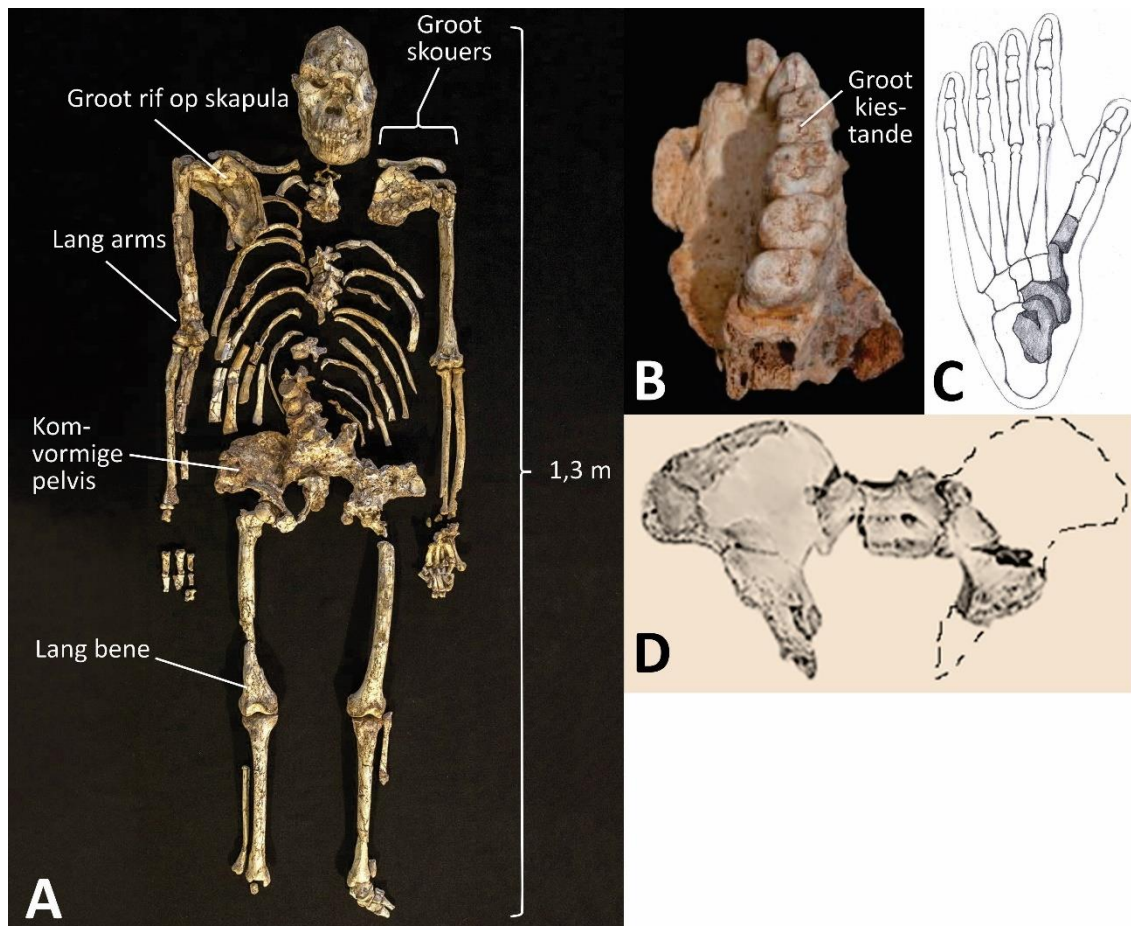 Groot
skouers
Groot rif op skapula
Lang arms
Kom-
vormige
pelvis
1,3 m
Lang bene
A
Groot
kies-
tande
B
C
D